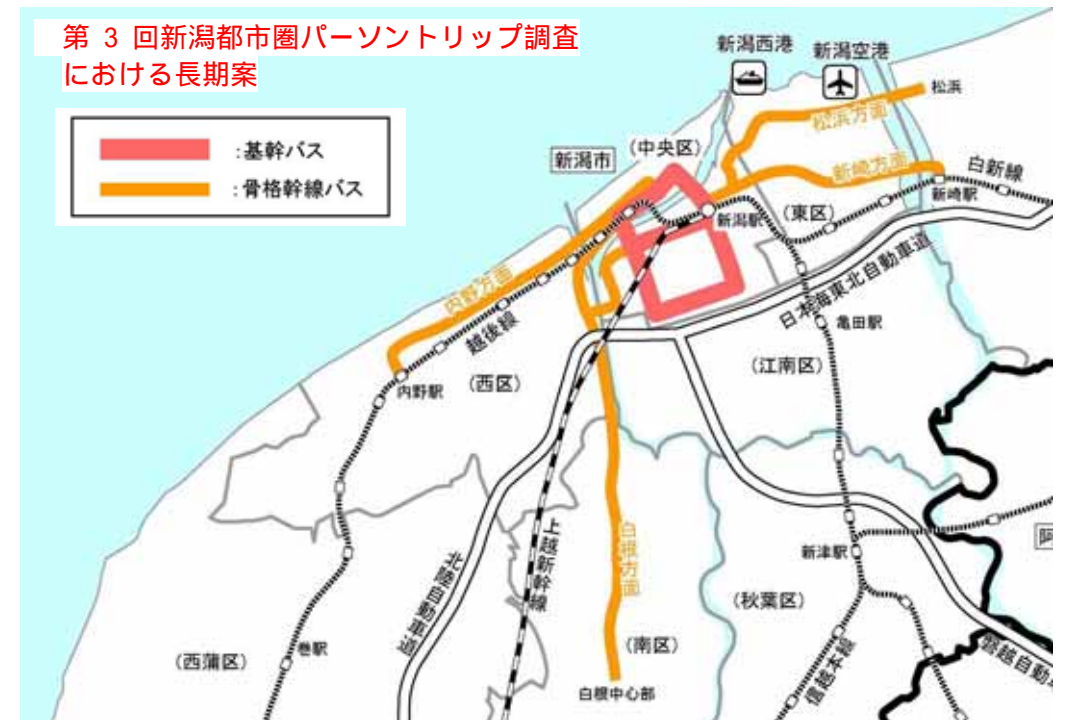 第 3 回新潟都市圏パーソントリップ調査
における長期案
:基幹バス
:骨格幹線バス
新潟西港
新潟空港
松浜
松浜方面
(中央区)
新潟市
新崎方面
白新線
新崎駅
新潟駅
(東区)
日本海東北自動車道
内野方面
越後線
亀田駅
(江南区)
内野駅
(西区)
白根方面
上越新幹線
北陸自動車道
新津駅
阿
(秋葉区)
(南区)
(西蒲区)
巻駅
信越本線
磐越自動車
白根中心部